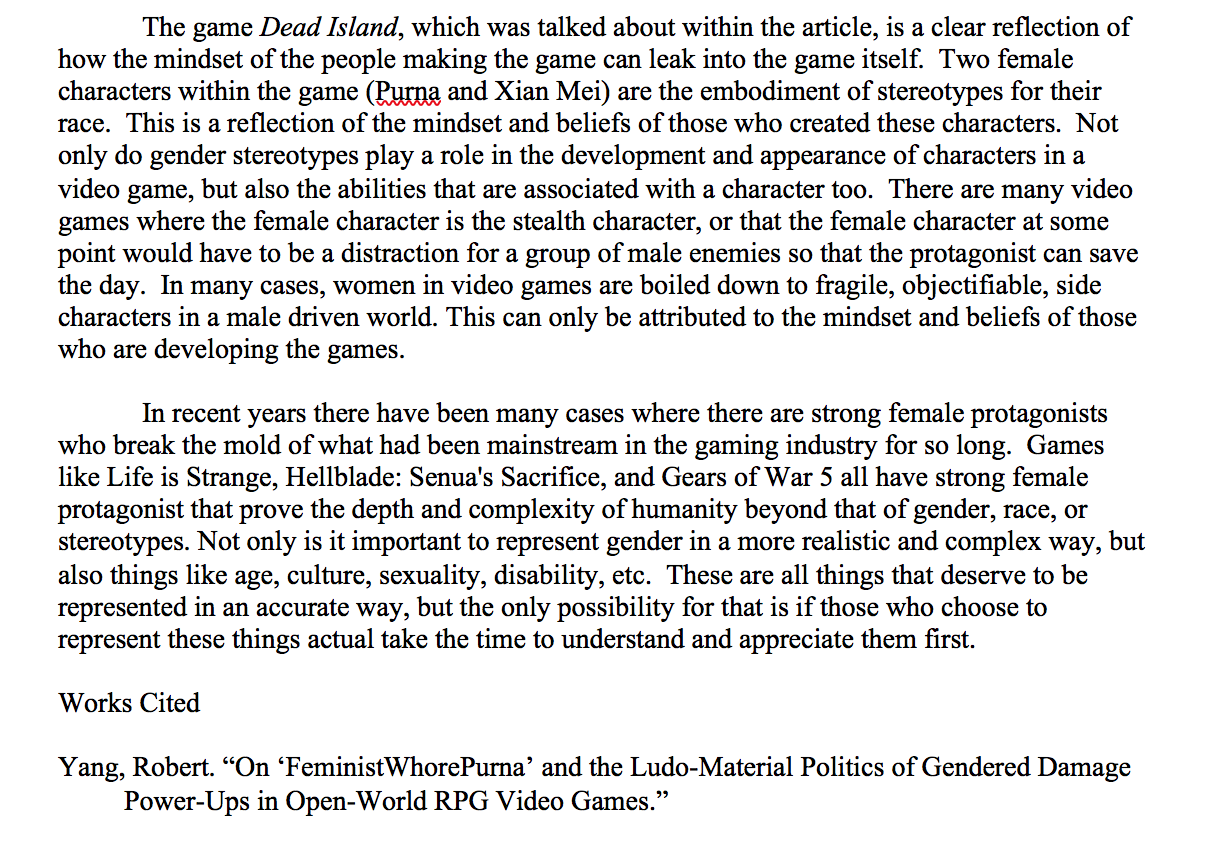 The game Dead Island, which was talked about within the article, is a clear reflection of
how the mindset of the people making the game can leak into the game itself.  Two female
characters within the game (Purna and Xian Mei) are the embodiment of stereotypes for their
race.  This is a reflection of the mindset and beliefs of those who created these characters.  Not
only do gender stereotypes play a role in the development and appearance of characters in a
video game, but also the abilities that are associated with a character too.  There are many video
games where the female character is the stealth character, or that the female character at some
point would have to be a distraction for a group of male enemies so that the protagonist can save
the day.  In many cases, women in video games are boiled down to fragile, objectifiable, side
characters in a male driven world. This can only be attributed to the mindset and beliefs of those
who are developing the games.
In recent years there have been many cases where there are strong female protagonists
who break the mold of what had been mainstream in the gaming industry for so long.  Games
like Life is Strange, Hellblade: Senua's Sacrifice, and Gears of War 5 all have strong female
protagonist that prove the depth and complexity of humanity beyond that of gender, race, or
stereotypes. Not only is it important to represent gender in a more realistic and complex way, but
also things like age, culture, sexuality, disability, etc.  These are all things that deserve to be
represented in an accurate way, but the only possibility for that is if those who choose to
represent these things actual take the time to understand and appreciate them first.
Works Cited
Yang, Robert. “On ‘FeministWhorePurna’ and the Ludo-Material Politics of Gendered Damage
Power-Ups in Open-World RPG Video Games.”